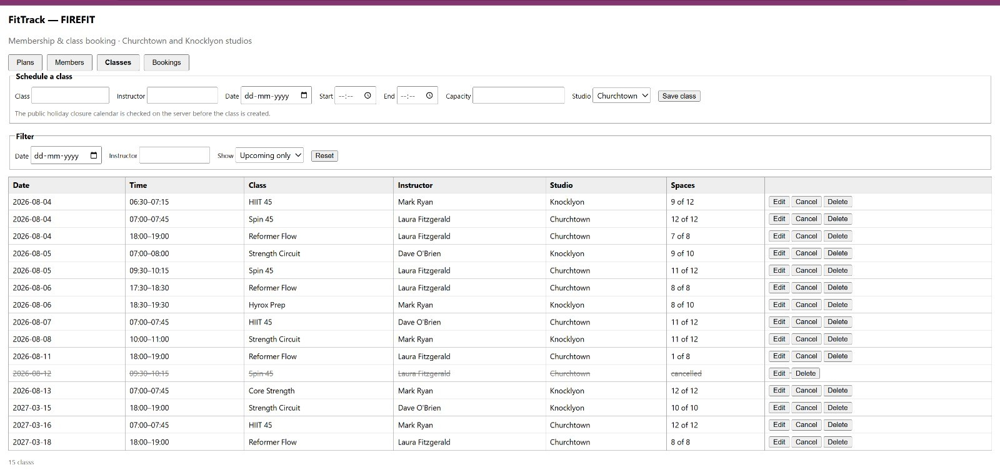 FitTrack — FIREFIT
Membership & class booking · Churchtown and Knocklyon studios
Plans Members Classes Bookings
Schedule a class
Class Instructor Date dd-mm-yyyy Start --:-- End --:-- Capacity Studio Churchtown Save class
The public holiday closure calendar is checked on the server before the class is created.
Filter
Date dd-mm-yyyy Instructor Show Upcoming only Reset
Date Time Class Instructor Studio Spaces
2026-08-04 06:30–07:15 HIIT 45 Mark Ryan Knocklyon 9 of 12 Edit Cancel Delete
2026-08-04 07:00–07:45 Spin 45 Laura Fitzgerald Churchtown 12 of 12 Edit Cancel Delete
2026-08-04 18:00–19:00 Reformer Flow Laura Fitzgerald Churchtown 7 of 8 Edit Cancel Delete
2026-08-05 07:00–08:00 Strength Circuit Dave O'Brien Knocklyon 9 of 10 Edit Cancel Delete
2026-08-05 09:30–10:15 Spin 45 Laura Fitzgerald Churchtown 11 of 12 Edit Cancel Delete
2026-08-06 17:30–18:30 Reformer Flow Laura Fitzgerald Churchtown 8 of 8 Edit Cancel Delete
2026-08-06 18:30–19:30 Hyrox Prep Mark Ryan Knocklyon 8 of 10 Edit Cancel Delete
2026-08-07 07:00–07:45 HIIT 45 Dave O'Brien Churchtown 11 of 12 Edit Cancel Delete
2026-08-08 10:00–11:00 Strength Circuit Mark Ryan Knocklyon 11 of 12 Edit Cancel Delete
2026-08-11 18:00–19:00 Reformer Flow Laura Fitzgerald Churchtown 1 of 8 Edit Cancel Delete
2026-08-12 09:30–10:15 Spin 45 Laura Fitzgerald Churchtown cancelled Edit Delete
2026-08-13 07:00–07:45 Core Strength Mark Ryan Knocklyon 12 of 12 Edit Cancel Delete
2027-03-15 18:00–19:00 Strength Circuit Dave O'Brien Knocklyon 10 of 10 Edit Cancel Delete
2027-03-16 07:00–07:45 HIIT 45 Mark Ryan Churchtown 12 of 12 Edit Cancel Delete
2027-03-18 18:00–19:00 Reformer Flow Laura Fitzgerald Churchtown 8 of 8 Edit Cancel Delete
15 classs